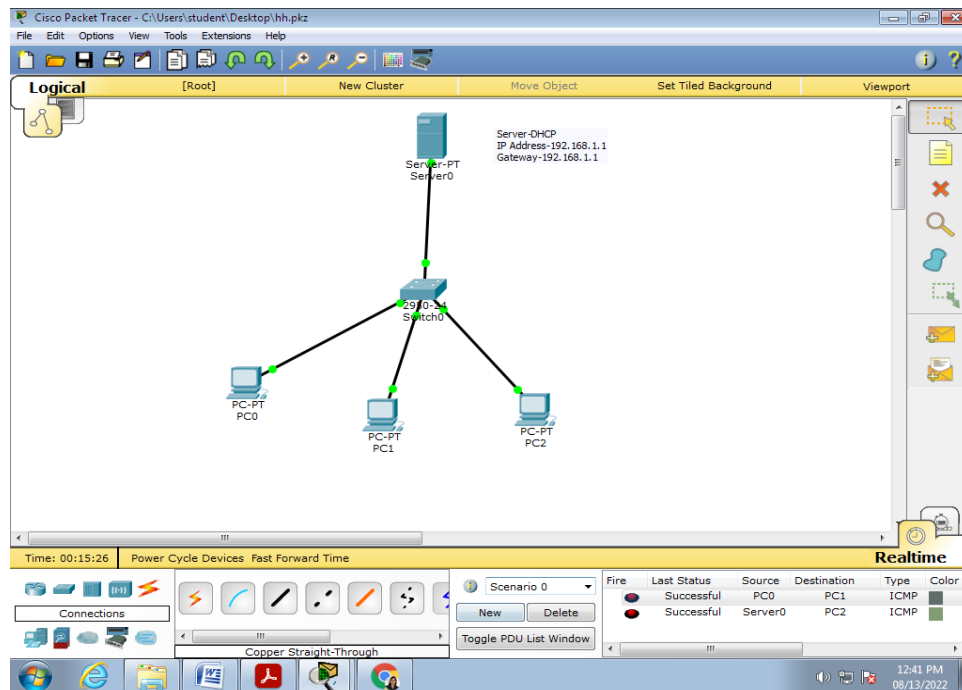 Cisco Packet Tracer - C:\Users\student\Desktop\hh.pkz
File Edit Options View Tools Extensions Help
Logical [Root] New Cluster Move Object Set Tiled Background Viewport
Server-PT
Server0
Server-DHCP
IP Address-192.168.1.1
Gateway-192.168.1.1
2950-24
Switch0
PC-PT
PC0
PC-PT
PC1
PC-PT
PC2
Time: 00:15:26 Power Cycle Devices Fast Forward Time Realtime
Connections
Copper Straight-Through
Scenario 0
New Delete
Toggle PDU List Window
Fire Last Status Source Destination Type Color
Successful PC0 PC1 ICMP
Successful Server0 PC2 ICMP
12:41 PM
08/13/2022